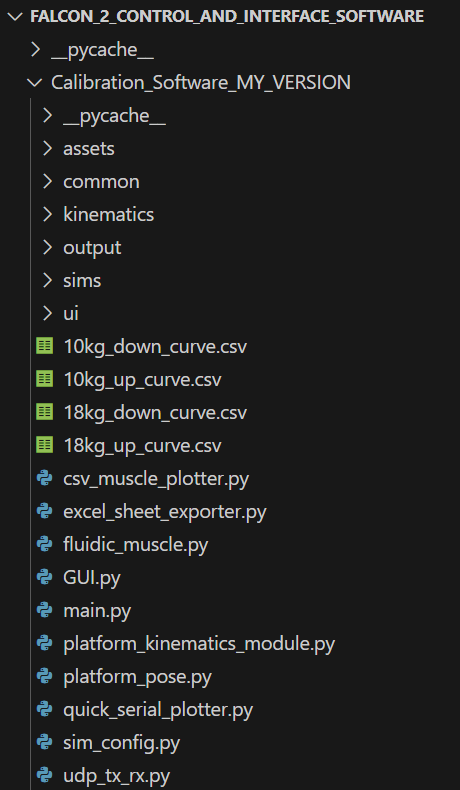 FALCON_2_CONTROL_AND_INTERFACE_SOFTWARE
__pycache__
Calibration_Software_MY_VERSION
__pycache__
assets
common
kinematics
output
sims
ui
10kg_down_curve.csv
10kg_up_curve.csv
18kg_down_curve.csv
18kg_up_curve.csv
csv_muscle_plotter.py
excel_sheet_exporter.py
fluidic_muscle.py
GUI.py
main.py
platform_kinematics_module.py
platform_pose.py
quick_serial_plotter.py
sim_config.py
udp_tx_rx.py